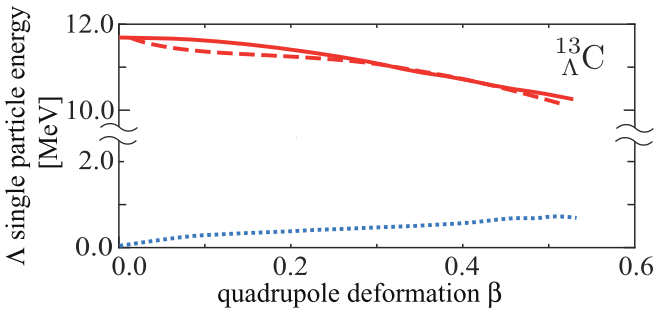 Λ single particle energy
[MeV]
12.0
10.0
2.0
0.0
13
ΛC
0.0 0.2 0.4 0.6
quadrupole deformation β